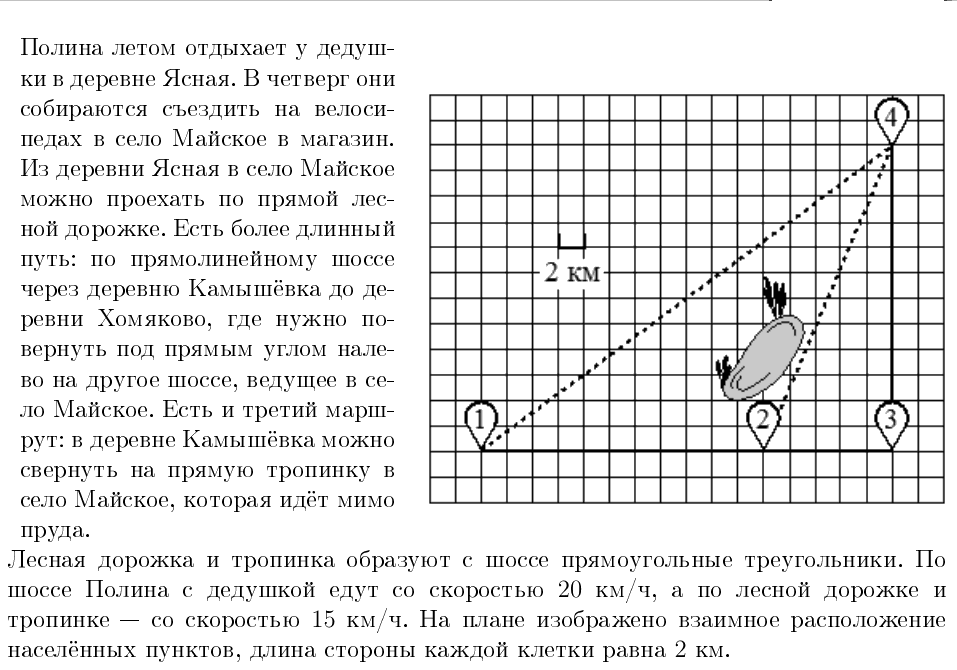 Полина летом отдыхает у дедуш-
ки в деревне Ясная. В четверг они
собираются съездить на велоси-
педах в село Майское в магазин.
Из деревни Ясная в село Майское
можно проехать по прямой лес-
ной дорожке. Есть более длинный
путь: по прямолинейному шоссе
через деревню Камышёвка до де-
ревни Хомяково, где нужно по-
вернуть под прямым углом нале-
во на другое шоссе, ведущее в се-
ло Майское. Есть и третий марш-
рут: в деревне Камышёвка можно
свернуть на прямую тропинку в
село Майское, которая идёт мимо
пруда.
4
2 км
1
2
3
Лесная дорожка и тропинка образуют с шоссе прямоугольные треугольники. По
шоссе Полина с дедушкой едут со скоростью 20 км/ч, а по лесной дорожке и
тропинке — со скоростью 15 км/ч. На плане изображено взаимное расположение
населённых пунктов, длина стороны каждой клетки равна 2 км.